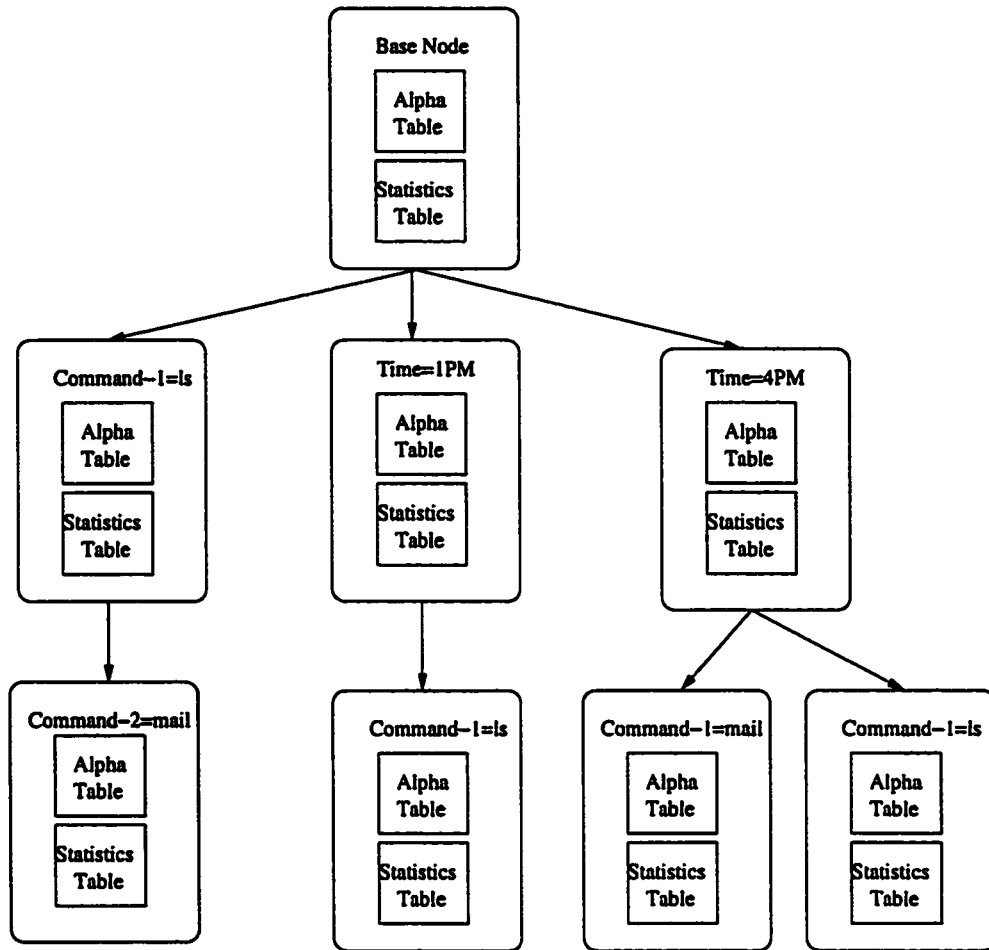 Base Node
Alpha
Table
Statistics
Table
Command-1=ls
Alpha
Table
Statistics
Table
Time=1PM
Alpha
Table
Statistics
Table
Time=4PM
Alpha
Table
Statistics
Table
Command-2=mail
Alpha
Table
Statistics
Table
Command-1=ls
Alpha
Table
Statistics
Table
Command-1=mail
Alpha
Table
Statistics
Table
Command-1=ls
Alpha
Table
Statistics
Table